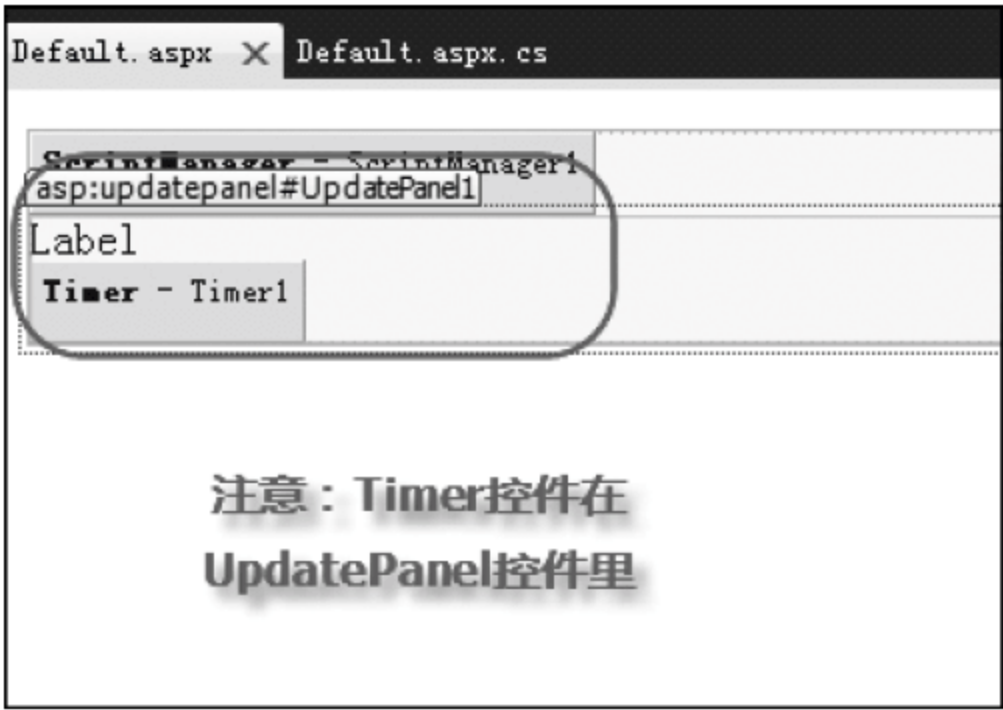 Default.aspx × Default.aspx.cs
ScriptManager - ScriptManager1
asp:updatepanel#UpdatePanel1
Label
Timer - Timer1
注意：Timer控件在
UpdatePanel控件里